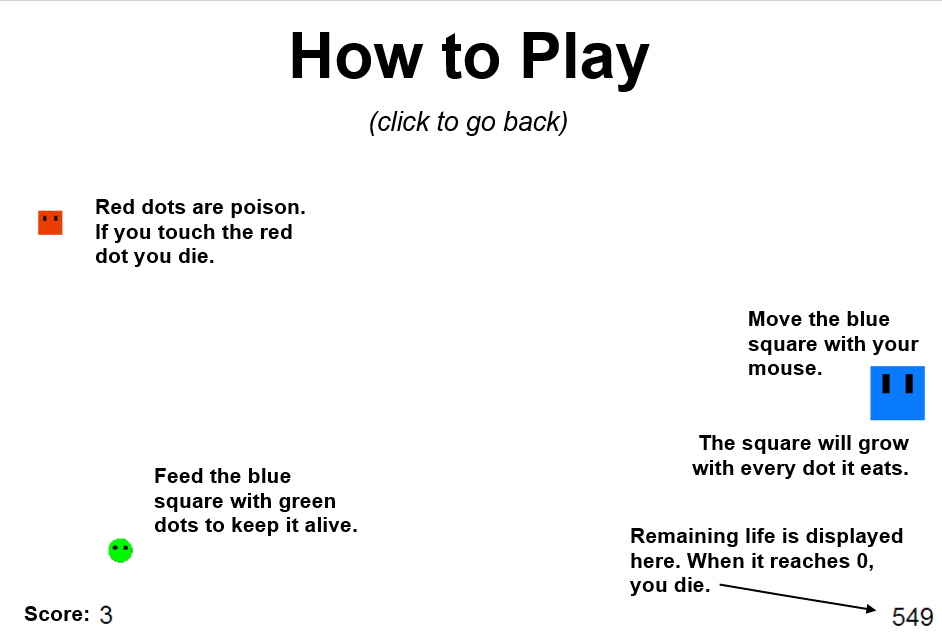 How to Play
(click to go back)
Red dots are poison.
If you touch the red
dot you die.
Move the blue
square with your
mouse.
The square will grow
with every dot it eats.
Feed the blue
square with green
dots to keep it alive.
Remaining life is displayed
here. When it reaches 0,
you die.
Score: 3
549